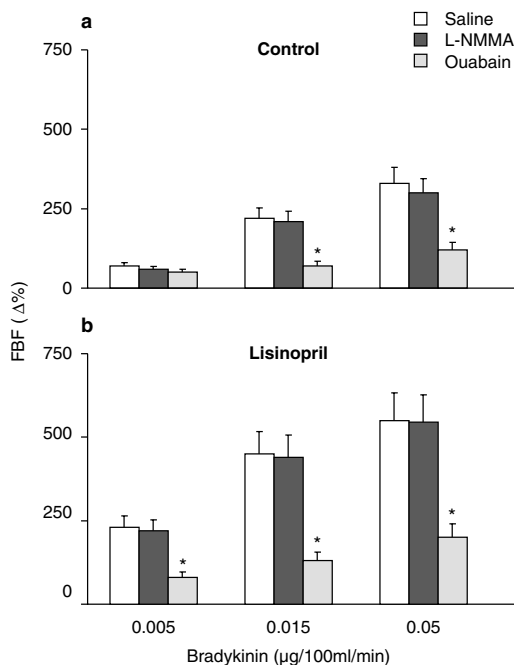 a
Control
Saline
L-NMMA
Ouabain
750
500
250
0
*
*
FBF ( Δ%)
b
Lisinopril
750
500
250
0
*
*
*
0.005 0.015 0.05
Bradykinin (µg/100ml/min)